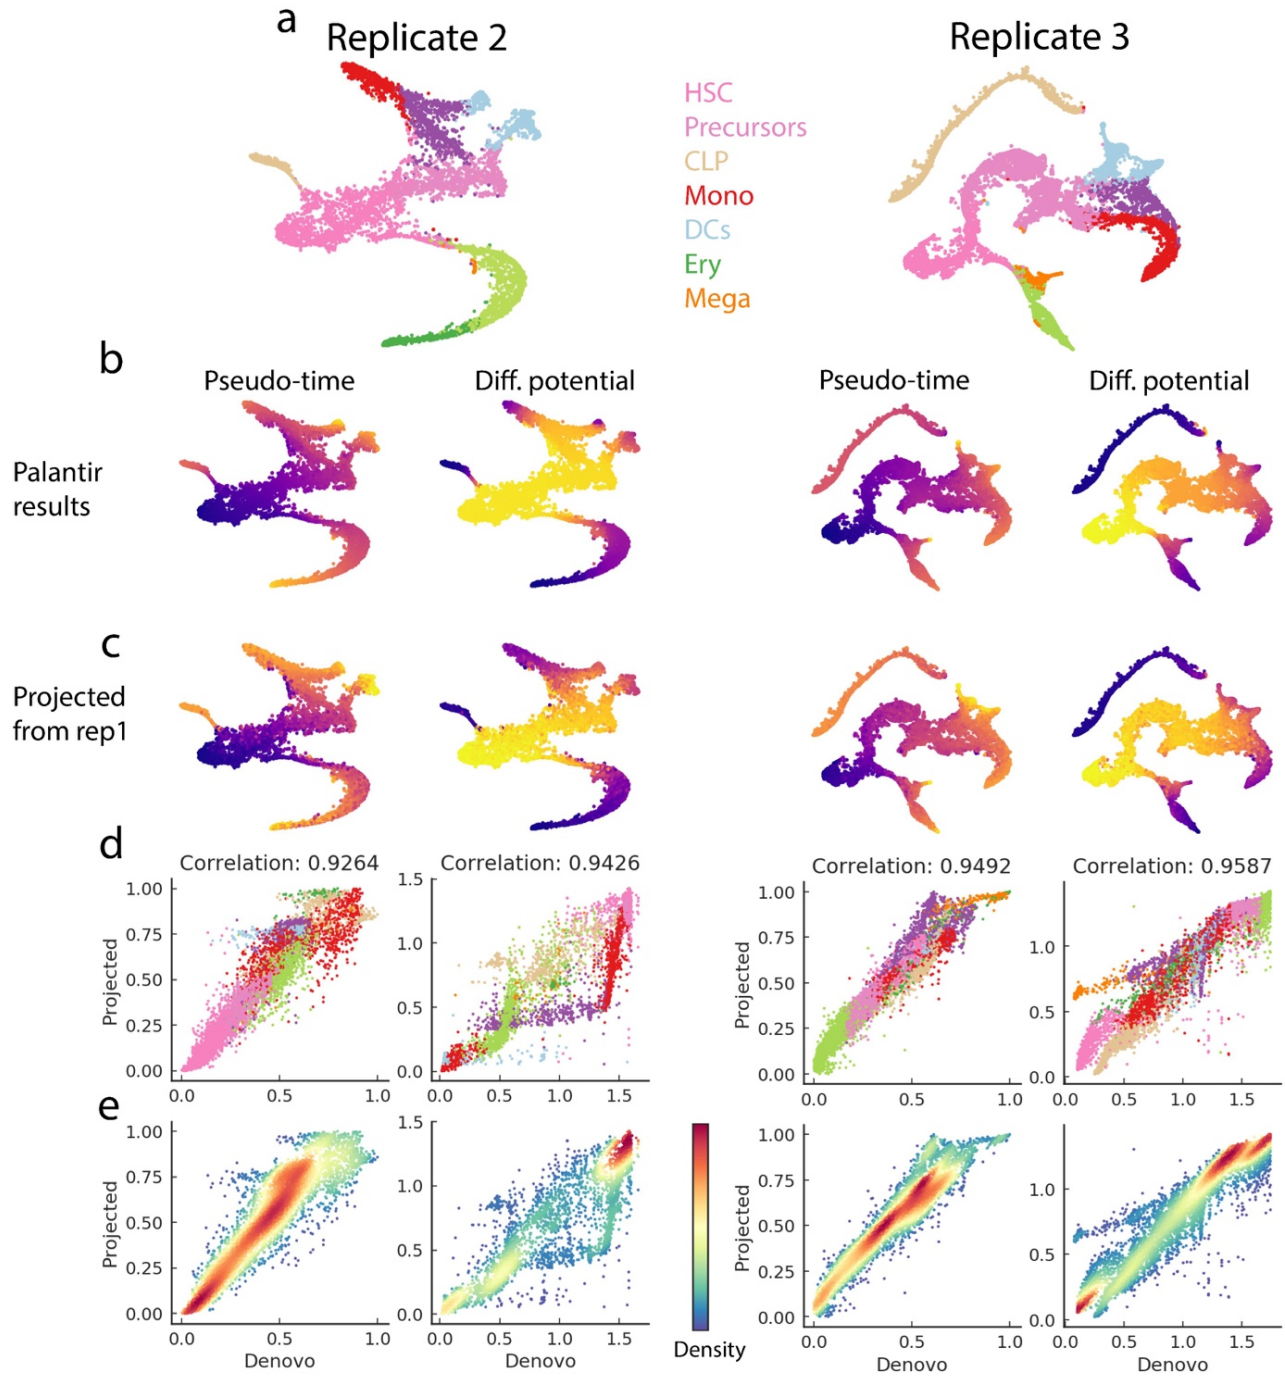 a
Replicate 2
Replicate 3
HSC
Precursors
CLP
Mono
DCs
Ery
Mega
b
Pseudo-time
Diff. potential
Pseudo-time
Diff. potential
Palantir
results
c
Projected
from rep1
d
Correlation: 0.9264
Correlation: 0.9426
Correlation: 0.9492
Correlation: 0.9587
Projected
1.00
0.75
0.50
0.25
0.00
0.0 0.5 1.0
1.5
1.0
0.5
0.0
0.0 0.5 1.0 1.5
Projected
1.00
0.75
0.50
0.25
0.00
0.0 0.5 1.0
1.0
0.5
0.0
0.0 0.5 1.0 1.5
e
Projected
1.00
0.75
0.50
0.25
0.00
0.0 0.5 1.0
Denovo
1.5
1.0
0.5
0.0
0.0 0.5 1.0 1.5
Denovo
Density
Projected
1.00
0.75
0.50
0.25
0.00
0.0 0.5 1.0
Denovo
1.0
0.5
0.0
0.0 0.5 1.0 1.5
Denovo